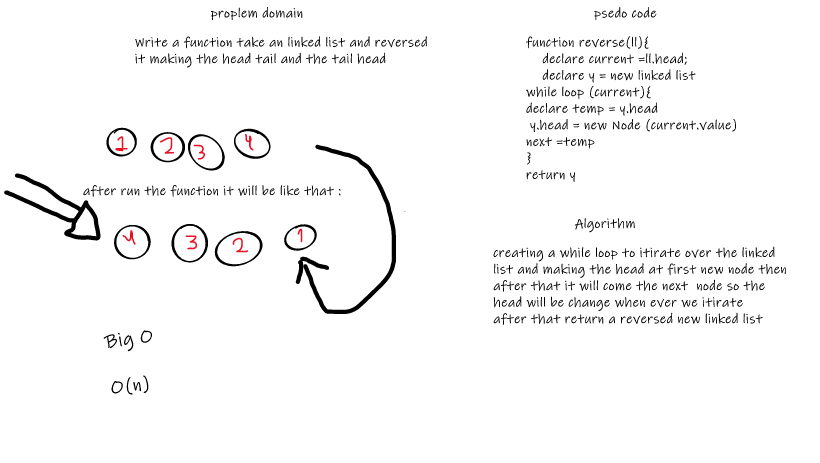 proplem domain
Write a function take an linked list and reversed
it making the head tail and the tail head
1 2 3 4
after run the function it will be like that :
4 3 2 1
Big O
O(n)
psedo code
function reverse(ll){
declare current =ll.head;
declare y = new linked list
while loop (current){
declare temp = y.head
y.head = new Node (current.value)
next =temp
}
return y
Algorithm
creating a while loop to itirate over the linked
list and making the head at first new node then
after that it will come the next node so the
head will be change when ever we itirate
after that return a reversed new linked list